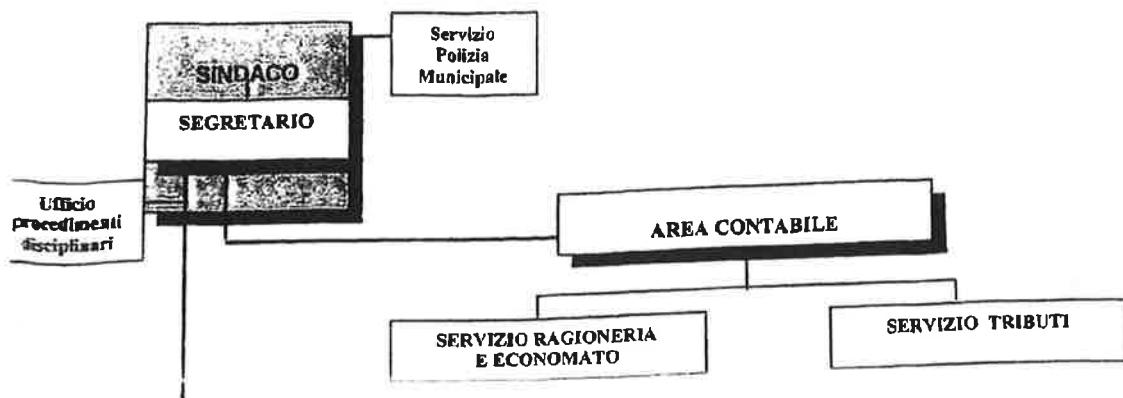 Servizio
Polizia
Municipale
SINDACO
SEGRETARIO
Ufficio
procedimenti
disciplinari
AREA CONTABILE
SERVIZIO RAGIONERIA
E ECONOMATO
SERVIZIO TRIBUTI